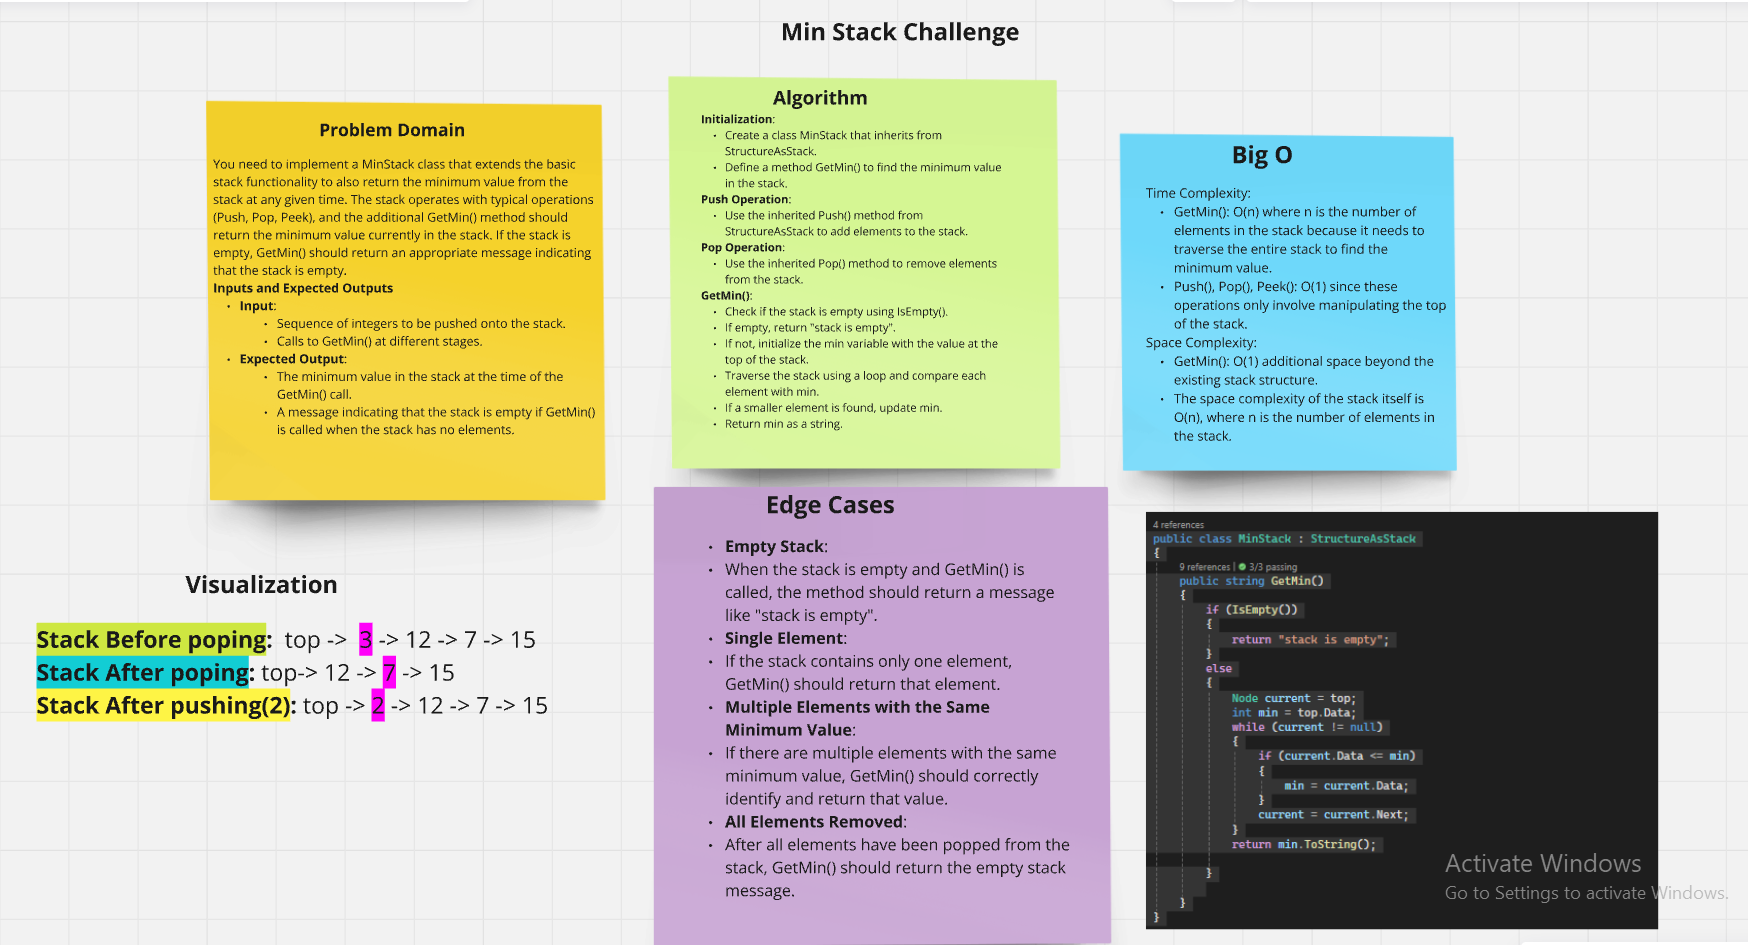 Min Stack Challenge
Problem Domain
You need to implement a MinStack class that extends the basic
stack functionality to also return the minimum value from the
stack at any given time. The stack operates with typical operations
(Push, Pop, Peek), and the additional GetMin() method should
return the minimum value currently in the stack. If the stack is
empty, GetMin() should return an appropriate message indicating
that the stack is empty.
Inputs and Expected Outputs
• Input:
• Sequence of integers to be pushed onto the stack.
• Calls to GetMin() at different stages.
• Expected Output:
• The minimum value in the stack at the time of the
GetMin() call.
• A message indicating that the stack is empty if GetMin()
is called when the stack has no elements.
Algorithm
Initialization:
• Create a class MinStack that inherits from
StructureAsStack.
• Define a method GetMin() to find the minimum value
in the stack.
Push Operation:
• Use the inherited Push() method from
StructureAsStack to add elements to the stack.
Pop Operation:
• Use the inherited Pop() method to remove elements
from the stack.
GetMin():
• Check if the stack is empty using IsEmpty().
• If empty, return "stack is empty".
• If not, initialize the min variable with the value at the
top of the stack.
• Traverse the stack using a loop and compare each
element with min.
• If a smaller element is found, update min.
• Return min as a string.
Big O
Time Complexity:
• GetMin(): O(n) where n is the number of
elements in the stack because it needs to
traverse the entire stack to find the
minimum value.
• Push(), Pop(), Peek(): O(1) since these
operations only involve manipulating the top
of the stack.
Space Complexity:
• GetMin(): O(1) additional space beyond the
existing stack structure.
• The space complexity of the stack itself is
O(n), where n is the number of elements in
the stack.
Visualization
Stack Before poping: top -> 3 -> 12 -> 7 -> 15
Stack After poping: top-> 12 -> 7 -> 15
Stack After pushing(2): top -> 2 -> 12 -> 7 -> 15
Edge Cases
• Empty Stack:
• When the stack is empty and GetMin() is
called, the method should return a message
like "stack is empty".
• Single Element:
• If the stack contains only one element,
GetMin() should return that element.
• Multiple Elements with the Same
Minimum Value:
• If there are multiple elements with the same
minimum value, GetMin() should correctly
identify and return that value.
• All Elements Removed:
• After all elements have been popped from the
stack, GetMin() should return the empty stack
message.
4 references
public class MinStack : StructureAsStack
{
9 references | 3/3 passing
public string GetMin()
{
if (IsEmpty())
{
return "stack is empty";
}
else
{
Node current = top;
int min = top.Data;
while (current != null)
{
if (current.Data <= min)
{
min = current.Data;
}
current = current.Next;
}
return min.ToString();
}
}
}
Activate Windows
Go to Settings to activate Windows.